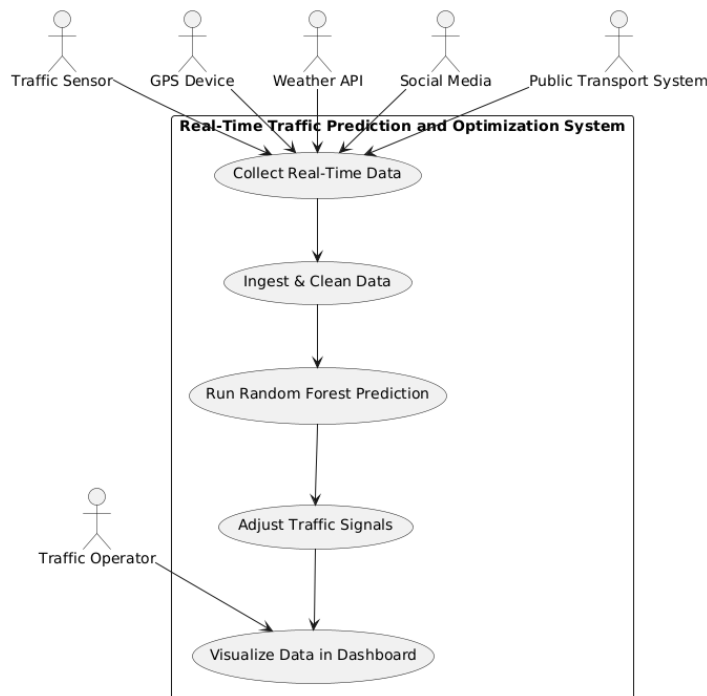 Traffic Sensor
GPS Device
Weather API
Social Media
Public Transport System
Real-Time Traffic Prediction and Optimization System
Collect Real-Time Data
Ingest & Clean Data
Run Random Forest Prediction
Adjust Traffic Signals
Traffic Operator
Visualize Data in Dashboard